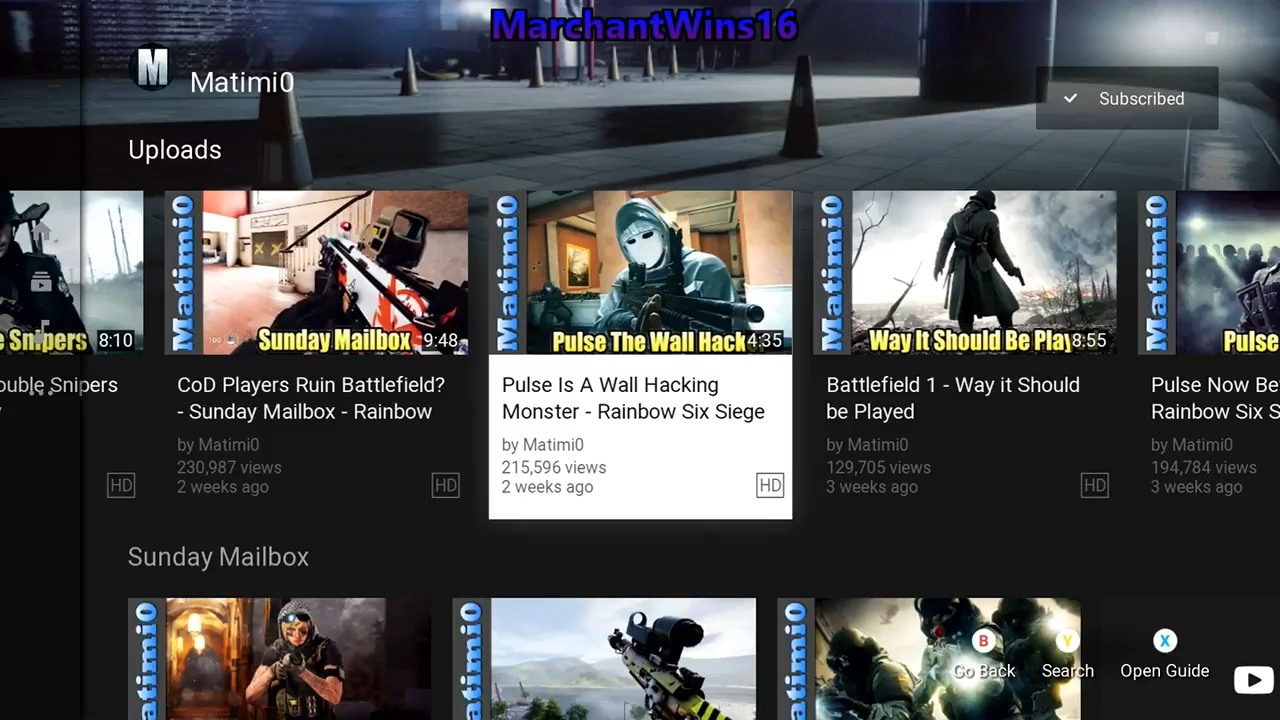 MarchantWins16
M
Matimi0
Subscribed
Uploads
Snipers
8:10
Matimi0
Sunday Mailbox
9:48
Matimi0
Pulse The Wall Hack
4:35
Matimi0
Way It Should Be Play
8:55
Matimi0
Pulse
ouble Snipers
CoD Players Ruin Battlefield?
- Sunday Mailbox - Rainbow
by Matimi0
230,987 views
2 weeks ago
HD
HD
Pulse Is A Wall Hacking
Monster - Rainbow Six Siege
by Matimi0
215,596 views
2 weeks ago
HD
Battlefield 1 - Way it Should
be Played
by Matimi0
129,705 views
3 weeks ago
HD
Pulse Now Be
Rainbow Six S
by Matimi0
194,784 views
3 weeks ago
Sunday Mailbox
atimi0
atimi0
atimi0
B
Go Back
Y
Search
X
Open Guide